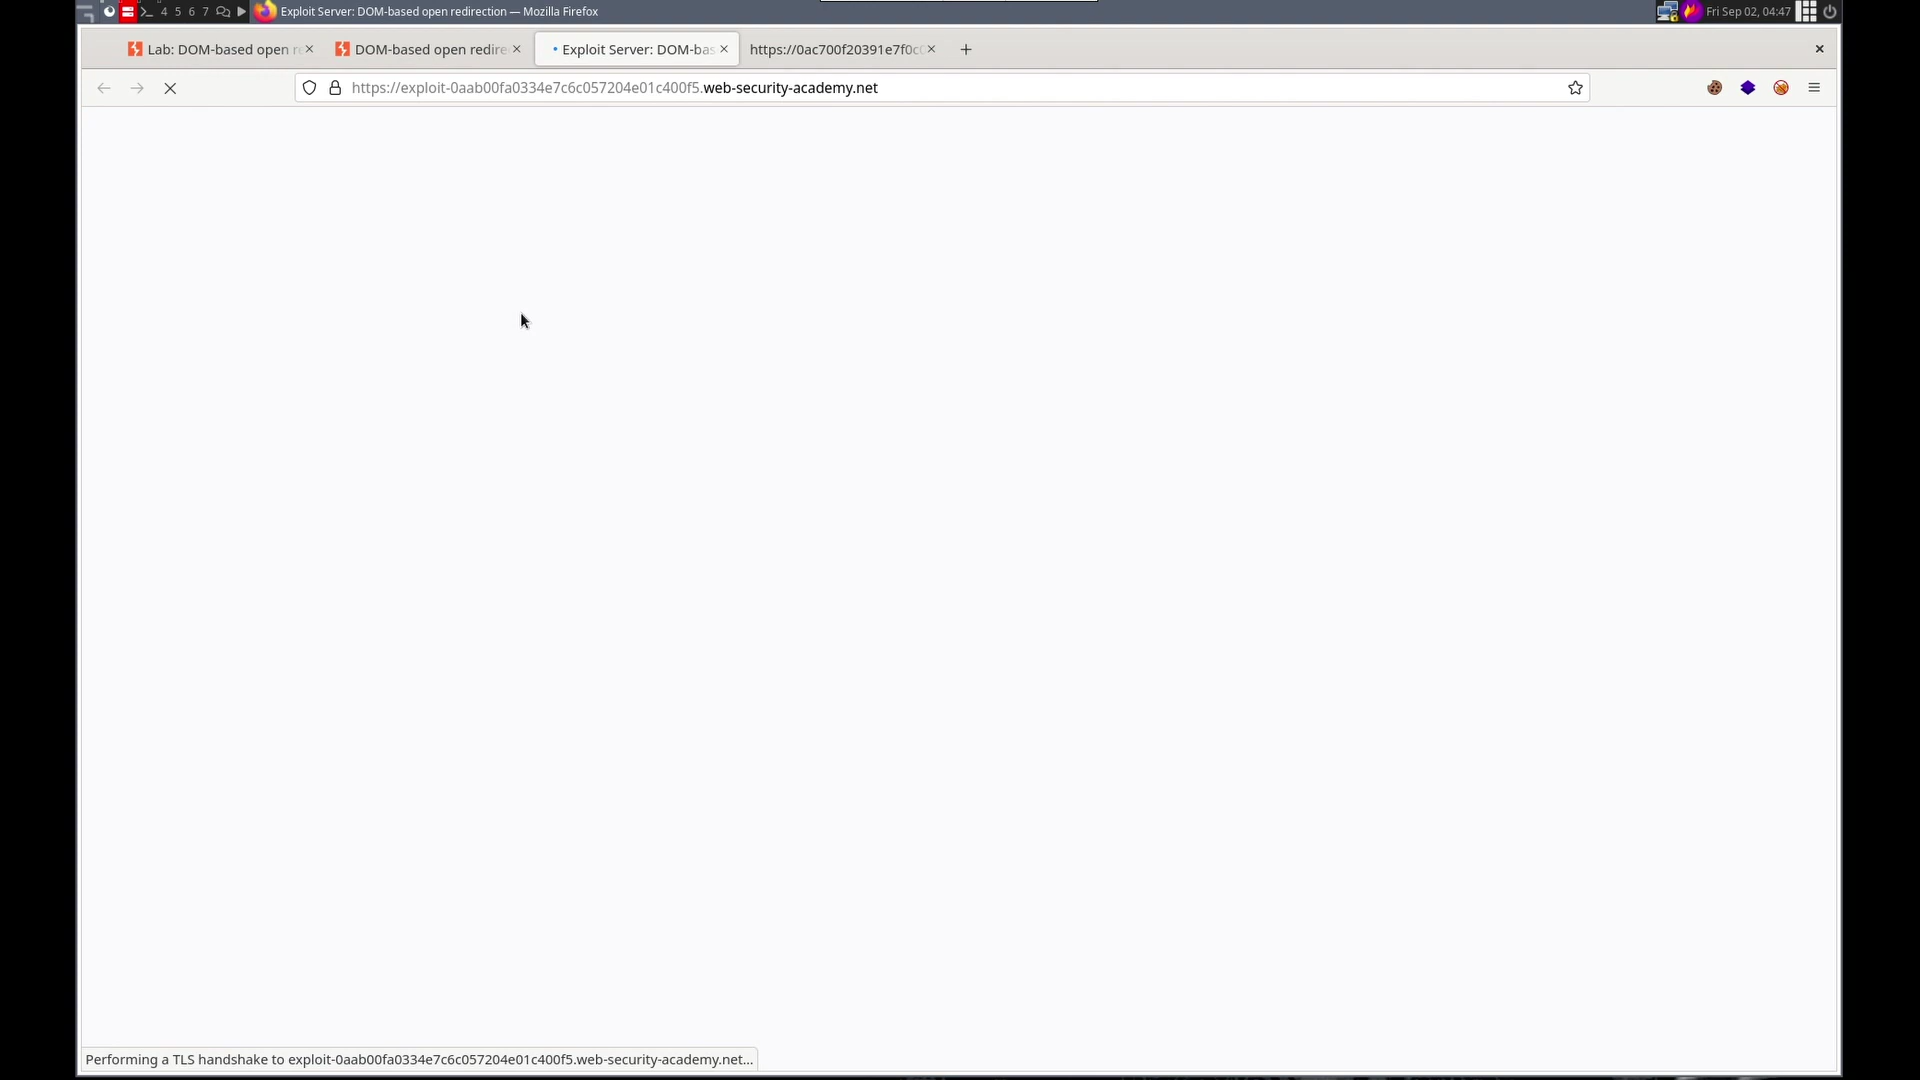 4 5 6 7 Exploit Server: DOM-based open redirection — Mozilla Firefox Fri Sep 02, 04:47
Lab: DOM-based open r DOM-based open redire Exploit Server: DOM-bas https://0ac700f20391e7f0c
https://exploit-0aab00fa0334e7c6c057204e01c400f5.web-security-academy.net
Performing a TLS handshake to exploit-0aab00fa0334e7c6c057204e01c400f5.web-security-academy.net...